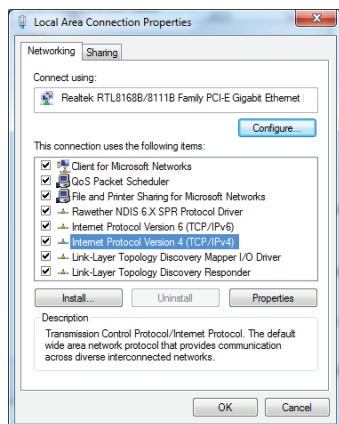 Local Area Connection Properties
Networking
Sharing
Connect using:
Realtek RTL8168B/8111B Family PCI-E Gigabit Ethernet
Configure...
This connection uses the following items:
Client for Microsoft Networks
QoS Packet Scheduler
File and Printer Sharing for Microsoft Networks
Rawether NDIS 6.X SPR Protocol Driver
Internet Protocol Version 6 (TCP/IPv6)
Internet Protocol Version 4 (TCP/IPv4)
Link-Layer Topology Discovery Mapper I/O Driver
Link-Layer Topology Discovery Responder
Install...
Uninstall
Properties
Description
Transmission Control Protocol/Internet Protocol. The default
wide area network protocol that provides communication
across diverse interconnected networks.
OK
Cancel